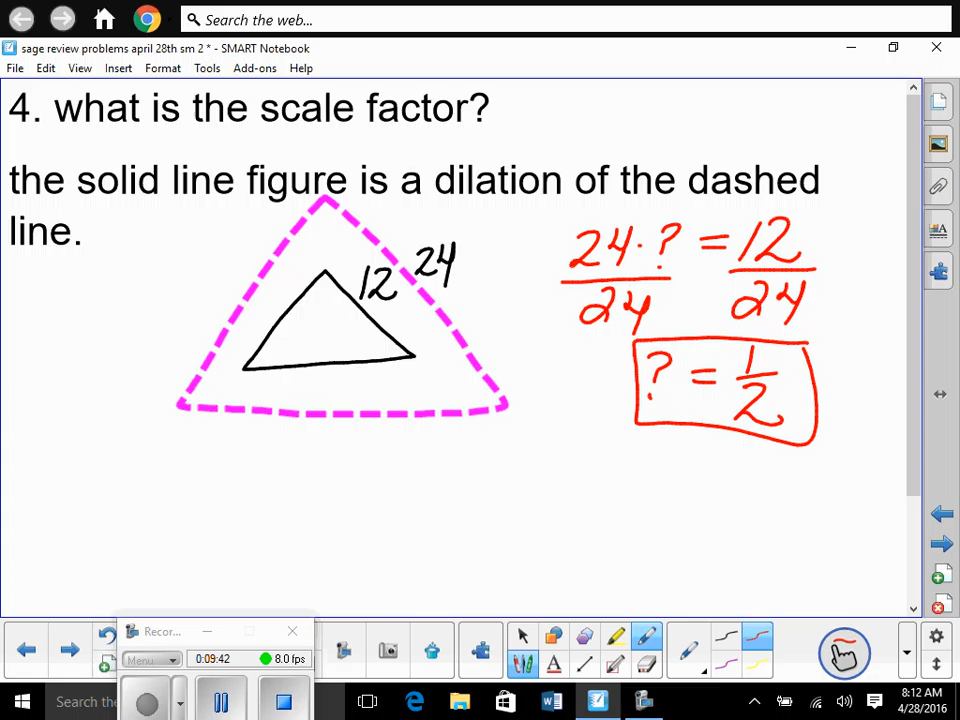 Search the web...
sage review problems april 28th sm 2 * - SMART Notebook
File Edit View Insert Format Tools Add-ons Help
4. what is the scale factor?
the solid line figure is a dilation of the dashed
line.
12 24
24 · ? = 12
24 24
? = 1
2
Recor...
Menu 0:09:42 8.0 fps
Search the 8:12 AM
4/28/2016